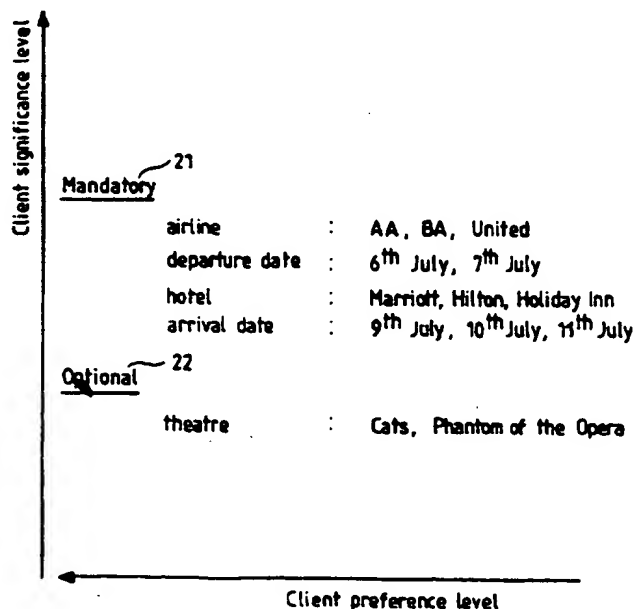 Client significance level
21
Mandatory
airline : AA, BA, United
departure date : 6th July, 7th July
hotel : Marriott, Hilton, Holiday Inn
arrival date : 9th July, 10th July, 11th July
22
Optional
theatre : Cats, Phantom of the Opera
Client preference level